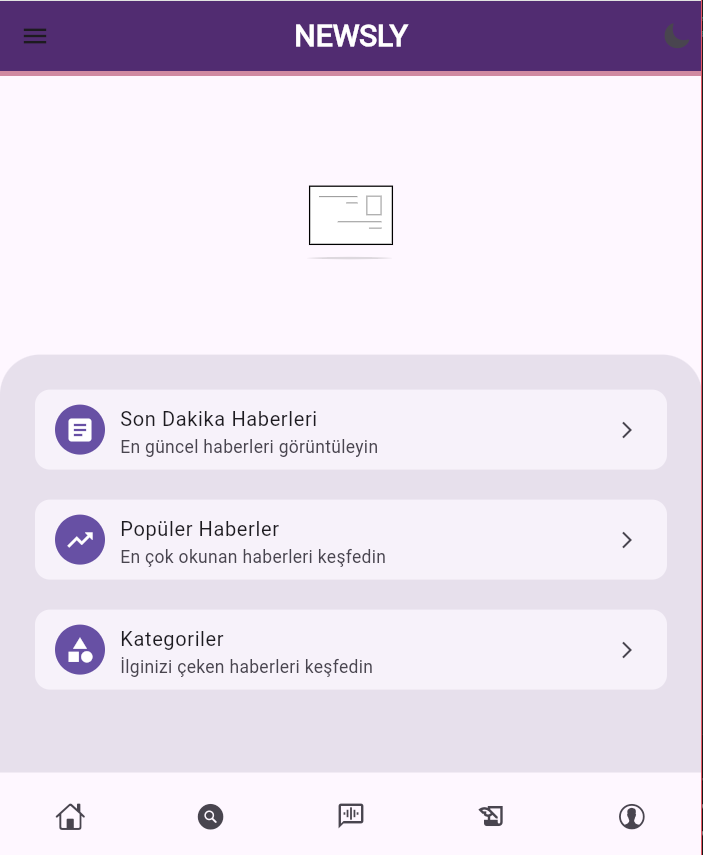 NEWSLY
Son Dakika Haberleri
En güncel haberleri görüntüleyin
Popüler Haberler
En çok okunan haberleri keşfedin
Kategoriler
İlginizi çeken haberleri keşfedin